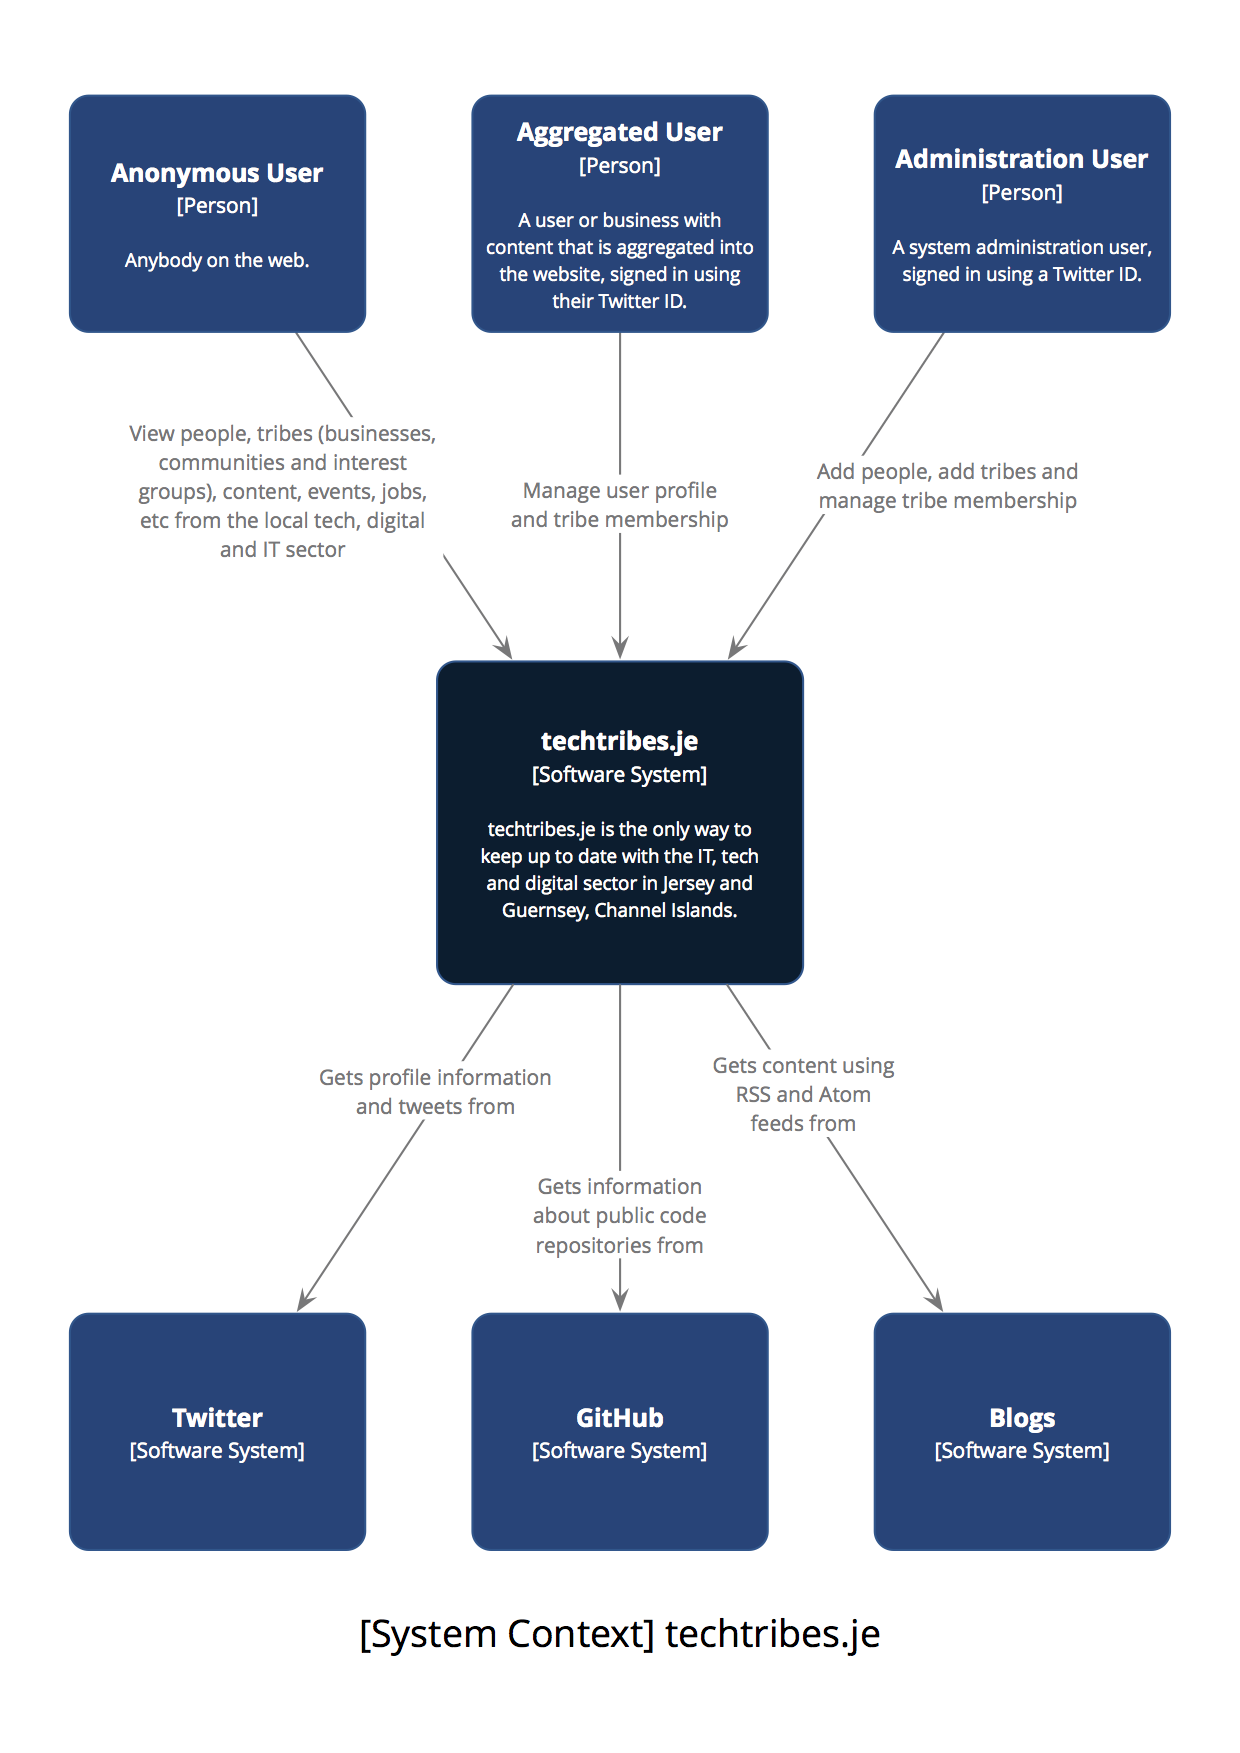 Anonymous User
[Person]
Anybody on the web.
Aggregated User
[Person]
A user or business with
content that is aggregated into
the website, signed in using
their Twitter ID.
Administration User
[Person]
A system administration user,
signed in using a Twitter ID.
View people, tribes (businesses,
communities and interest
groups), content, events, jobs,
etc from the local tech, digital
and IT sector
Manage user profile
and tribe membership
Add people, add tribes and
manage tribe membership
techtribes.je
[Software System]
techtribes.je is the only way to
keep up to date with the IT, tech
and digital sector in Jersey and
Guernsey, Channel Islands.
Gets profile information
and tweets from
Gets information
about public code
repositories from
Gets content using
RSS and Atom
feeds from
Twitter
[Software System]
GitHub
[Software System]
Blogs
[Software System]
[System Context] techtribes.je